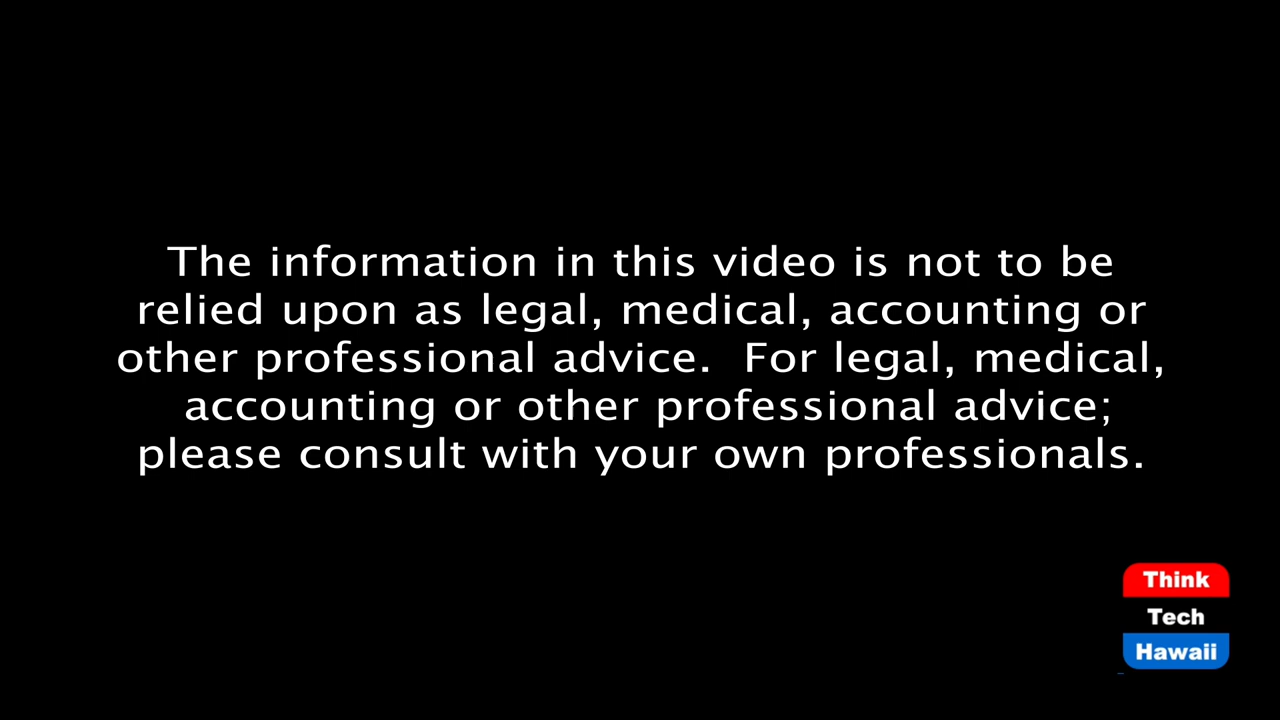 The information in this video is not to be
relied upon as legal, medical, accounting or
other professional advice.  For legal, medical,
accounting or other professional advice;
please consult with your own professionals.
Think
Tech
Hawaii